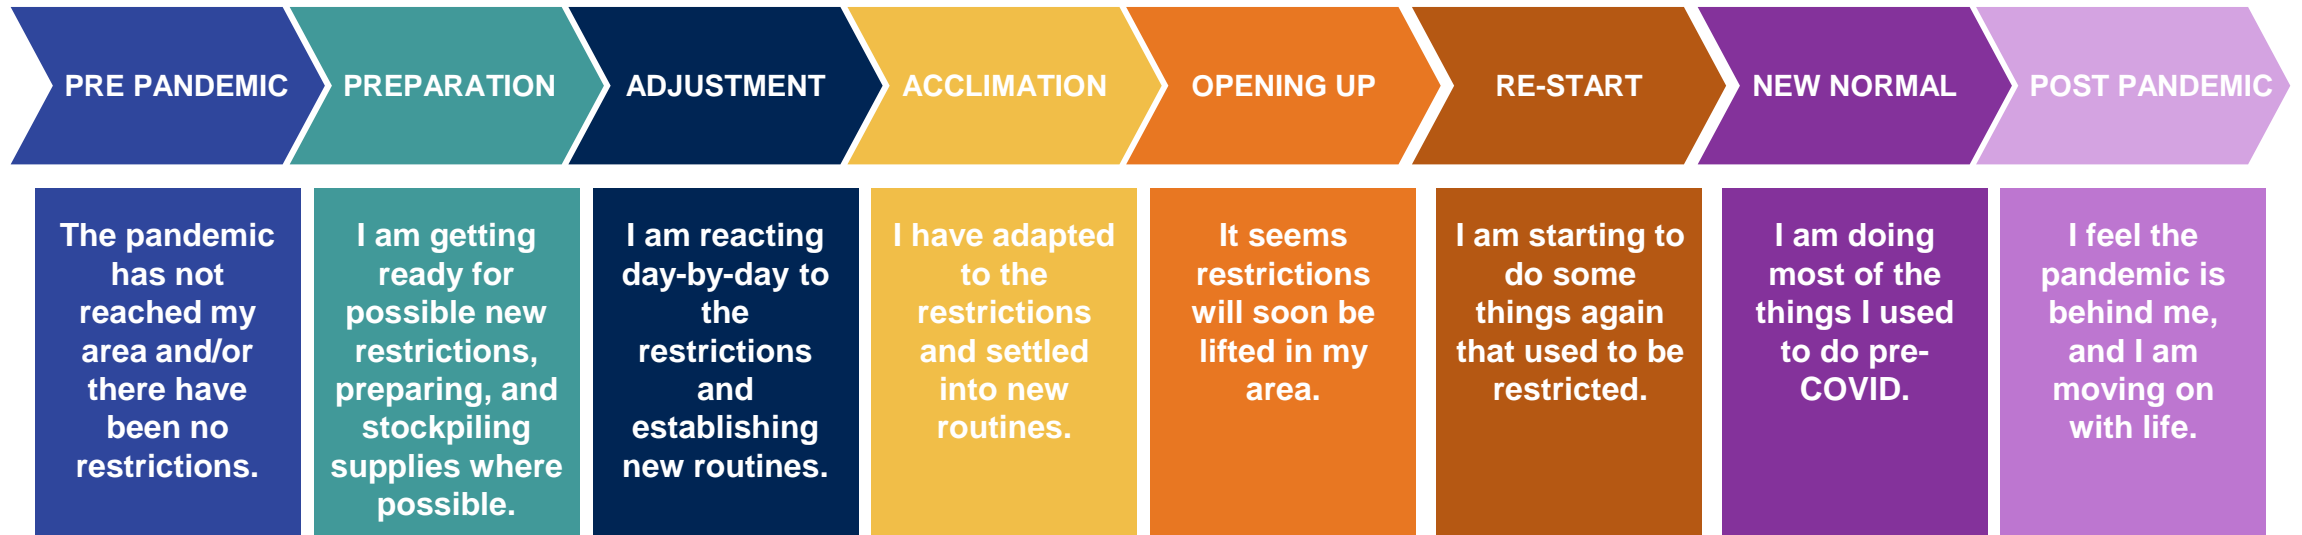 PRE PANDEMIC
PREPARATION
ADJUSTMENT
ACCLIMATION
OPENING UP
RE-START
NEW NORMAL
POST PANDEMIC
The pandemic
has not
reached my
area and/or
there have
been no
restrictions.
I am getting
ready for
possible new
restrictions,
preparing, and
stockpiling
supplies where
possible.
I am reacting
day-by-day to
the
restrictions
and
establishing
new routines.
I have adapted
to the
restrictions
and settled
into new
routines.
It seems
restrictions
will soon be
lifted in my
area.
I am starting to
do some
things again
that used to be
restricted.
I am doing
most of the
things I used
to do pre-
COVID.
I feel the
pandemic is
behind me,
and I am
moving on
with life.